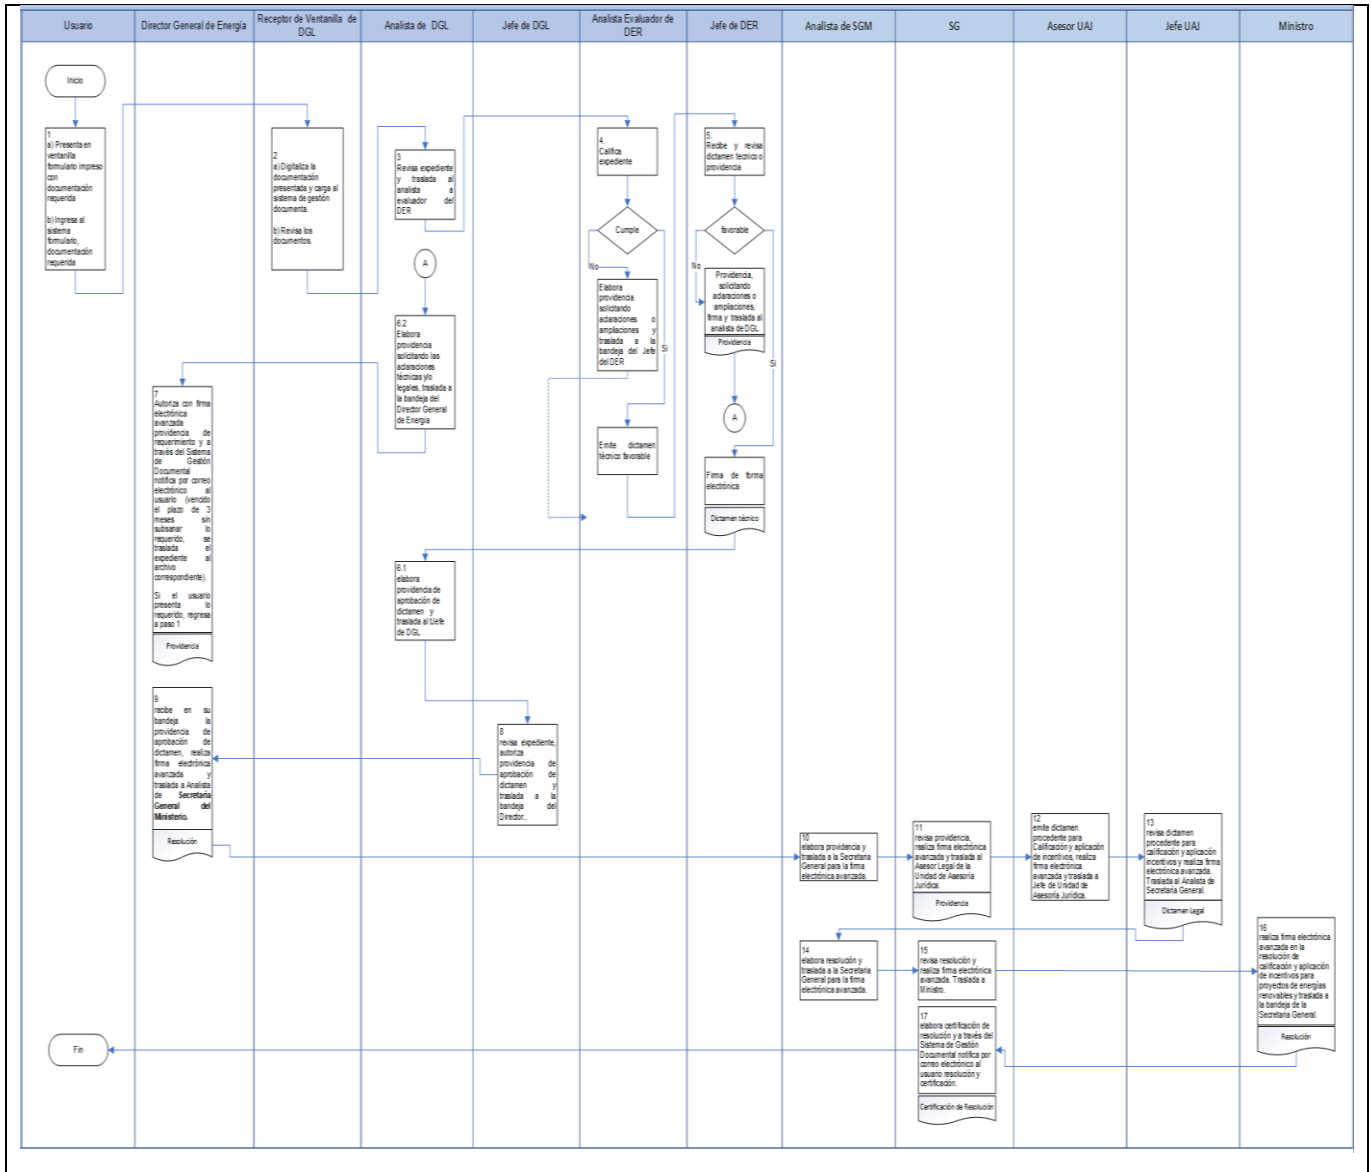 Usuario
Director General de Energía
Receptor de Ventanilla de
DGL
Analista de DGL
Jefe de DGL
Analista Evaluador de
DER
Jefe de DER
Analista de SGM
SG
Asesor UAJ
Jefe UAJ
Ministro
Inicio
1
a) Presenta en
ventanilla
formulario impreso
con
documentación
requerida
b) Ingresa al
sistema
formulario,
documentación
requerida
2
a) Digitaliza la
documentación
presentada y carga al
sistema de gestión
documenta.
b) Revisa los
documentos.
3
Revisa expediente
y traslada al
analista a
evaluador del
DER
4.
Califica
expediente
5.
Recibe y revisa
dictamen tecnico o
providencia
Cumple
favorable
No
No
A
Elabora
providencia
solicitando
aclaraciones o
ampliaciones y
traslada a la
bandeja del Jefe
del DER
Si
Providencia,
solicitando
aclaraciones o
ampliaciones,
firma y traslada al
analista de DGL
Providencia
Si
6.2
Elabora
providencia
solicitando las
aclaraciones
técnicas y/o
legales, traslada a
la bandeja del
Director General
de Energia
7
Autoriza con firma
electrónica
avanzada
providencia de
requerimiento y a
través del Sistema
de Gestión
Documental
notifica por correo
electrónico al
usuario (vencido
el plazo de 3
meses sin
subsanar lo
requerido, se
traslada el
expediente al
archivo
correspondiente).
Si el usuario
presenta lo
requerido, regresa
a paso 1
Providencia
A
Emite dictamen
técnico favorable
Firma de forma
electrónica
Dictamen técnico
6.1
elabora
providencia de
aprobación de
dictamen y
traslada al Jefe
de DGL
9
recibe en su
bandeja la
providencia de
aprobación de
dictamen, realiza
firma electrónica
avanzada y
traslada a Analista
de Secretaría
General del
Ministerio.
Resolución
8
revisa expediente,
autoriza
providencia de
aprobación de
dictamen y
traslada a la
bandeja del
Director..
10
elabora providencia y
traslada a la Secretaria
General para la firma
electrónica avanzada.
11
revisa providencia,
realiza firma electrónica
avanzada y traslada al
Asesor Legal de la
Unidad de Asesoría
Jurídica.
Providencia
12
emite dictamen
procedente para
Calificación y aplicación
de incentivos, realiza
firma electrónica
avanzada y traslada a
Jefe de Unidad de
Asesoría Jurídica.
13
revisa dictamen
procedente para
calificación y aplicación
incentivos y realiza firma
electrónica avanzada.
Traslada al Analista de
Secretaría General.
Dictamen Legal
14
elabora resolución y
traslada a la Secretaria
General para la firma
electrónica avanzada.
15
revisa resolución y
realiza firma electrónica
avanzada. Traslada a
Ministro.
16
realiza firma electrónica
avanzada en la
resolución de
calificación y aplicación
de incentivos para
proyectos de energías
renovables y traslada a
la bandeja de la
Secretaria General.
Resolución
17
elabora certificación de
resolución y a través del
Sistema de Gestión
Documental notifica por
correo electrónico al
usuario resolución y
certificación.
Certificación de Resolución
Fin